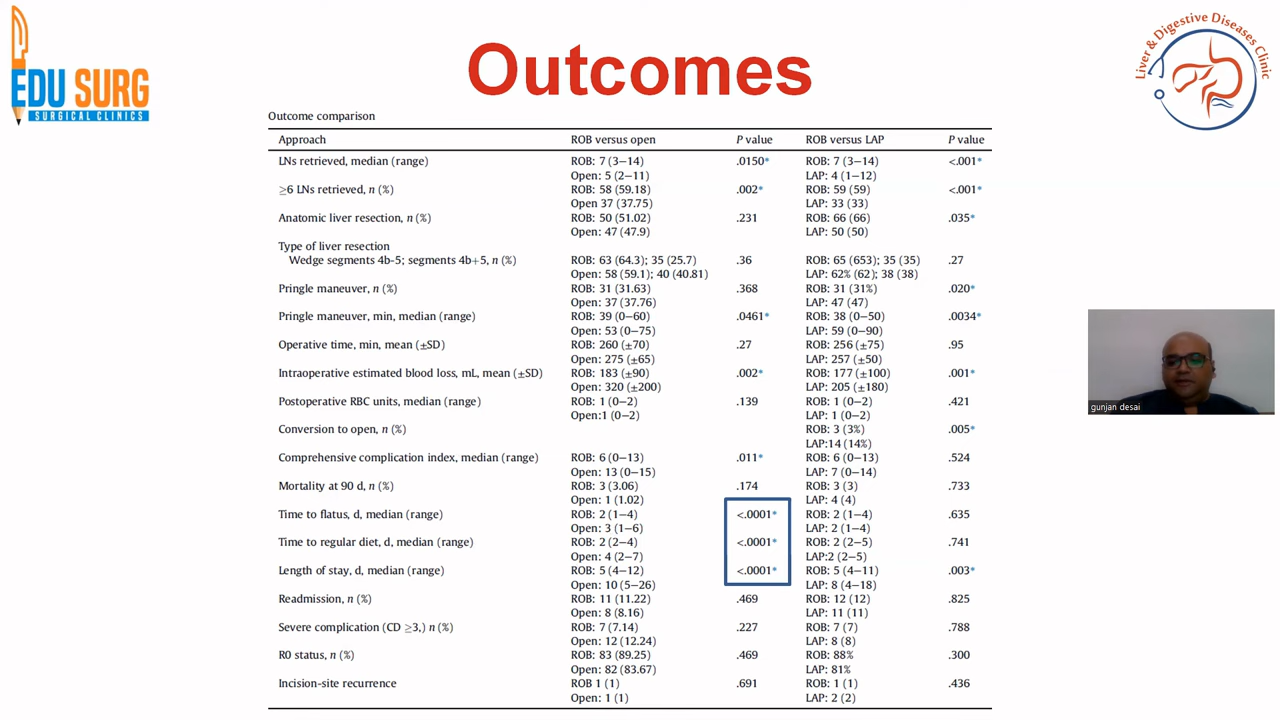 EDU SURG
SURGICAL CLINICS
Outcomes
Liver & Digestive Diseases Clinic
Outcome comparison
Approach ROB versus open P value ROB versus LAP P value
LNs retrieved, median (range) ROB: 7 (3–14) .0150* ROB: 7 (3–14) <.001*
Open: 5 (2–11) LAP: 4 (1–12)
≥6 LNs retrieved, n (%) ROB: 58 (59.18) .002* ROB: 59 (59) <.001*
Open 37 (37.75) LAP: 33 (33)
Anatomic liver resection, n (%) ROB: 50 (51.02) .231 ROB: 66 (66) .035*
Open: 47 (47.9) LAP: 50 (50)
Type of liver resection
Wedge segments 4b-5; segments 4b+5, n (%) ROB: 63 (64.3); 35 (25.7) .36 ROB: 65 (653); 35 (35) .27
Open: 58 (59.1); 40 (40.81) LAP: 62% (62); 38 (38)
Pringle maneuver, n (%) ROB: 31 (31.63) .368 ROB: 31 (31%) .020*
Open: 37 (37.76) LAP: 47 (47)
Pringle maneuver, min, median (range) ROB: 39 (0–60) .0461* ROB: 38 (0–50) .0034*
Open: 53 (0–75) LAP: 59 (0–90)
Operative time, min, mean (±SD) ROB: 260 (±70) .27 ROB: 256 (±75) .95
Open: 275 (±65) LAP: 257 (±50)
Intraoperative estimated blood loss, mL, mean (±SD) ROB: 183 (±90) .002* ROB: 177 (±100) .001*
Open: 320 (±200) LAP: 205 (±180)
Postoperative RBC units, median (range) ROB: 1 (0–2) .139 ROB: 1 (0–2) .421
Open:1 (0–2) LAP: 1 (0–2)
Conversion to open, n (%) ROB: 3 (3%) .005*
LAP:14 (14%)
Comprehensive complication index, median (range) ROB: 6 (0–13) .011* ROB: 6 (0–13) .524
Open: 13 (0–15) LAP: 7 (0–14)
Mortality at 90 d, n (%) ROB: 3 (3.06) .174 ROB: 3 (3) .733
Open: 1 (1.02) LAP: 4 (4)
Time to flatus, d, median (range) ROB: 2 (1–4) <.0001* ROB: 2 (1–4) .635
Open: 3 (1–6) LAP: 2 (1–4)
Time to regular diet, d, median (range) ROB: 2 (2–4) <.0001* ROB: 2 (2–5) .741
Open: 4 (2–7) LAP:2 (2–5)
Length of stay, d, median (range) ROB: 5 (4–12) <.0001* ROB: 5 (4–11) .003*
Open: 10 (5–26) LAP: 8 (4–18)
Readmission, n (%) ROB: 11 (11.22) .469 ROB: 12 (12) .825
Open: 8 (8.16) LAP: 11 (11)
Severe complication (CD ≥3,) n (%) ROB: 7 (7.14) .227 ROB: 7 (7) .788
Open: 12 (12.24) LAP: 8 (8)
R0 status, n (%) ROB: 83 (89.25) .469 ROB: 88% .300
Open: 82 (83.67) LAP: 81%
Incision-site recurrence ROB 1 (1) .691 ROB: 1 (1) .436
Open: 1 (1) LAP: 2 (2)
gunjan desai